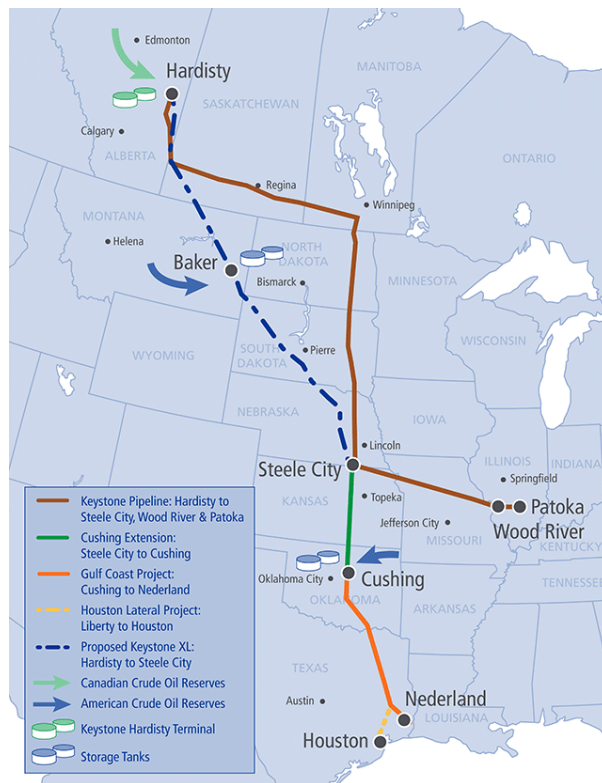 Edmonton
MANITOBA
Hardisty
SASKATCHEWAN
Calgary
ONTARIO
ALBERTA
Regina
Winnipeg
MONTANA
Helena
NORTH
DAKOTA
Baker
Bismarck
MINNESOTA
WISCONSIN
SOUTH
DAKOTA
Pierre
WYOMING
NEBRASKA
IOWA
Lincoln
Steele City
ILLINOIS
INDIANA
Springfield
KANSAS
Topeka
Patoka
Wood River
Jefferson City
MISSOURI
KENTUCKY
Oklahoma City
Cushing
OKLAHOMA
TENNESSEE
ARKANSAS
TEXAS
Austin
Nederland
LOUISIANA
Houston
Keystone Pipeline: Hardisty to
Steele City, Wood River & Patoka
Cushing Extension:
Steele City to Cushing
Gulf Coast Project:
Cushing to Nederland
Houston Lateral Project:
Liberty to Houston
Proposed Keystone XL:
Hardisty to Steele City
Canadian Crude Oil Reserves
American Crude Oil Reserves
Keystone Hardisty Terminal
Storage Tanks